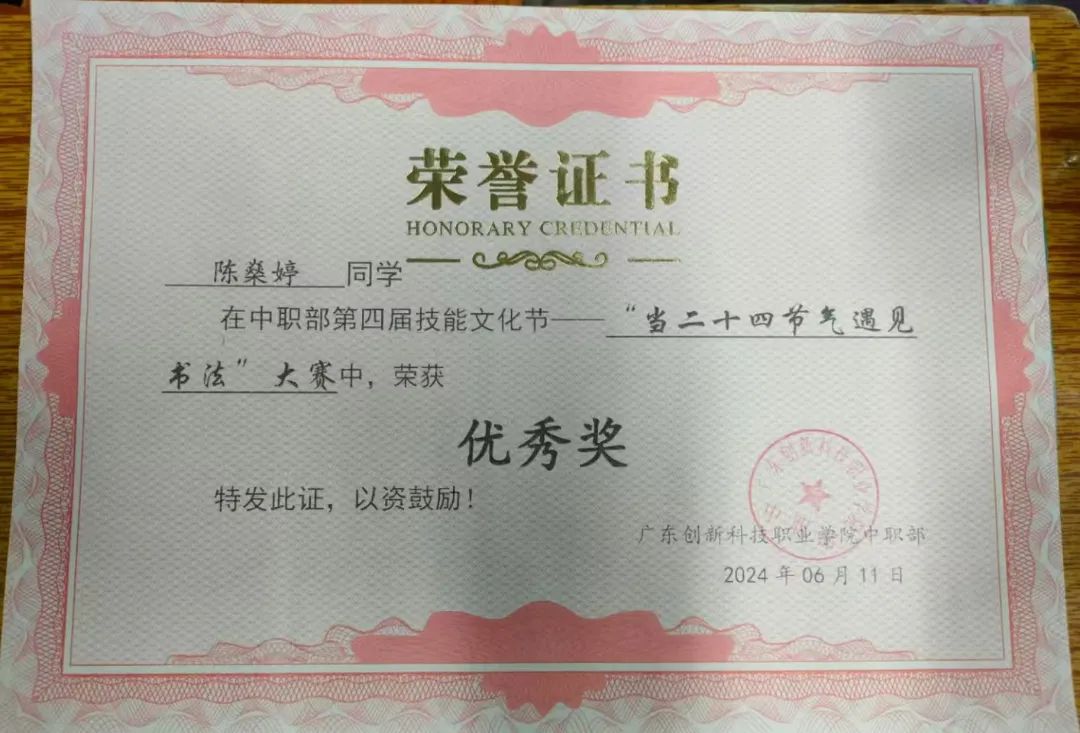 荣誉证书
HONORARY CREDENTIAL
陈燊婷 同学
在中职部第四届技能文化节——“当二十四节气遇见
书法”大赛中，荣获
优秀奖
特发此证，以资鼓励！
广东创新科技职业学院中职部
2024 年 06 月 11 日